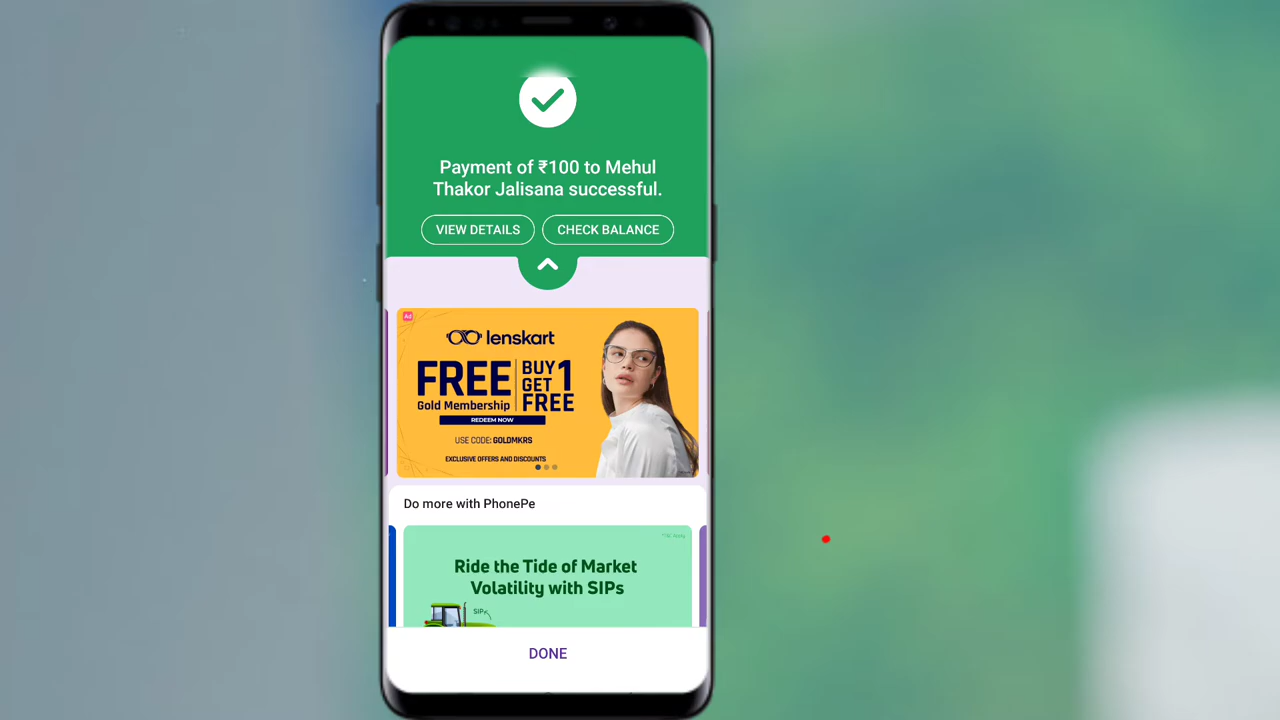 Payment of ₹100 to Mehul
Thakor Jalisana successful.
VIEW DETAILS
CHECK BALANCE
Ad
lenskart
FREE
Gold Membership
BUY 1
GET
FREE
REDEEM NOW
USE CODE: GOLDMKRS
EXCLUSIVE OFFERS AND DISCOUNTS
Do more with PhonePe
Ride the Tide of Market
Volatility with SIPs
SIPs
DONE